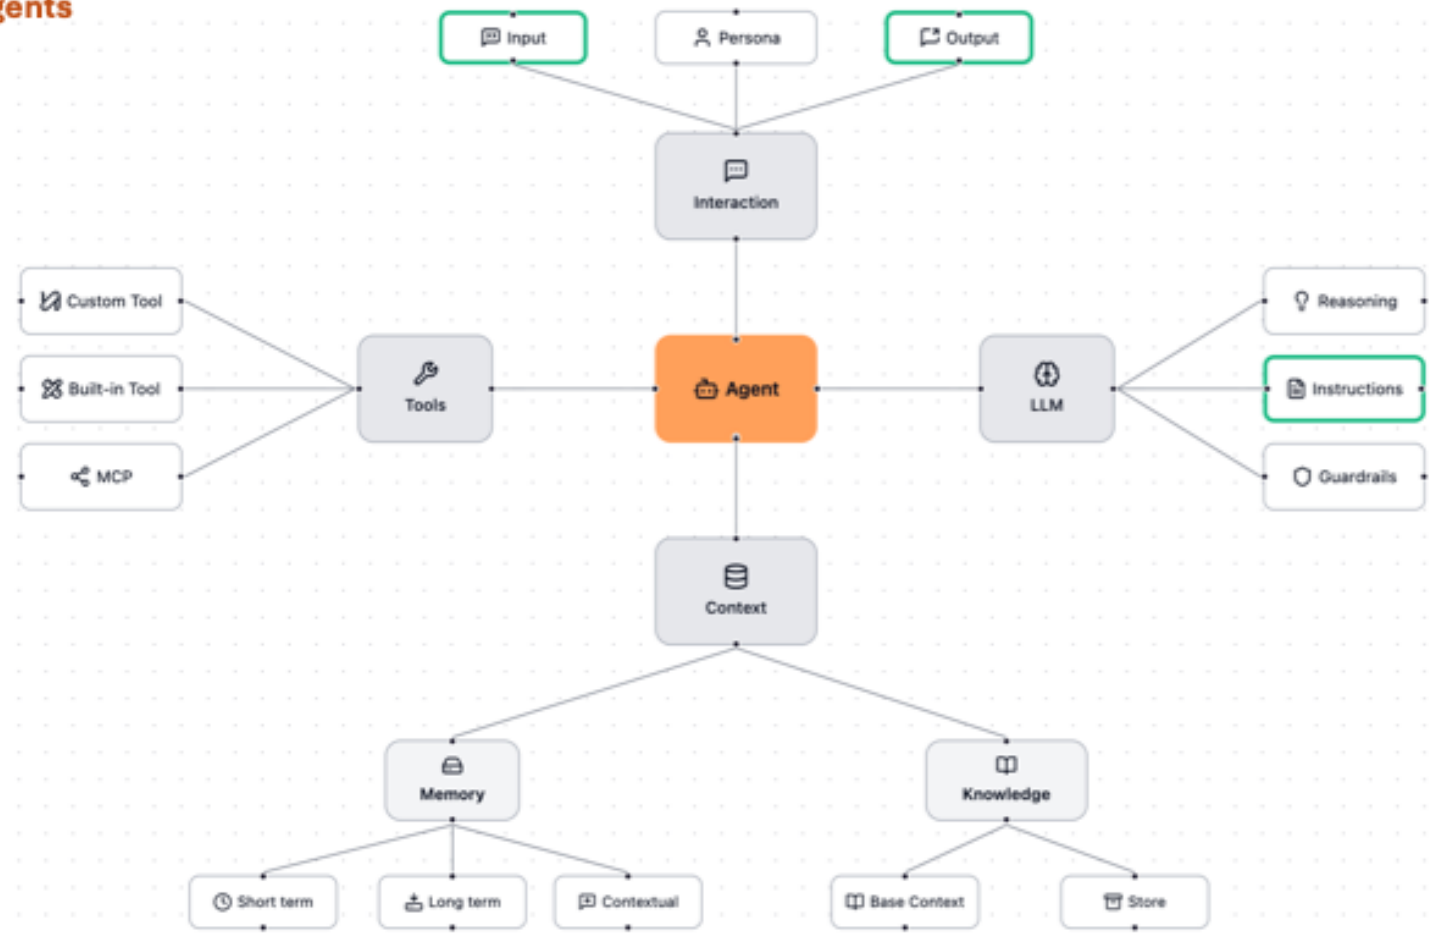 Input
Persona
Output
Interaction
Custom Tool
Built-in Tool
MCP
Tools
Agent
LLM
Reasoning
Instructions
Guardrails
Context
Memory
Knowledge
Short term
Long term
Contextual
Base Context
Store